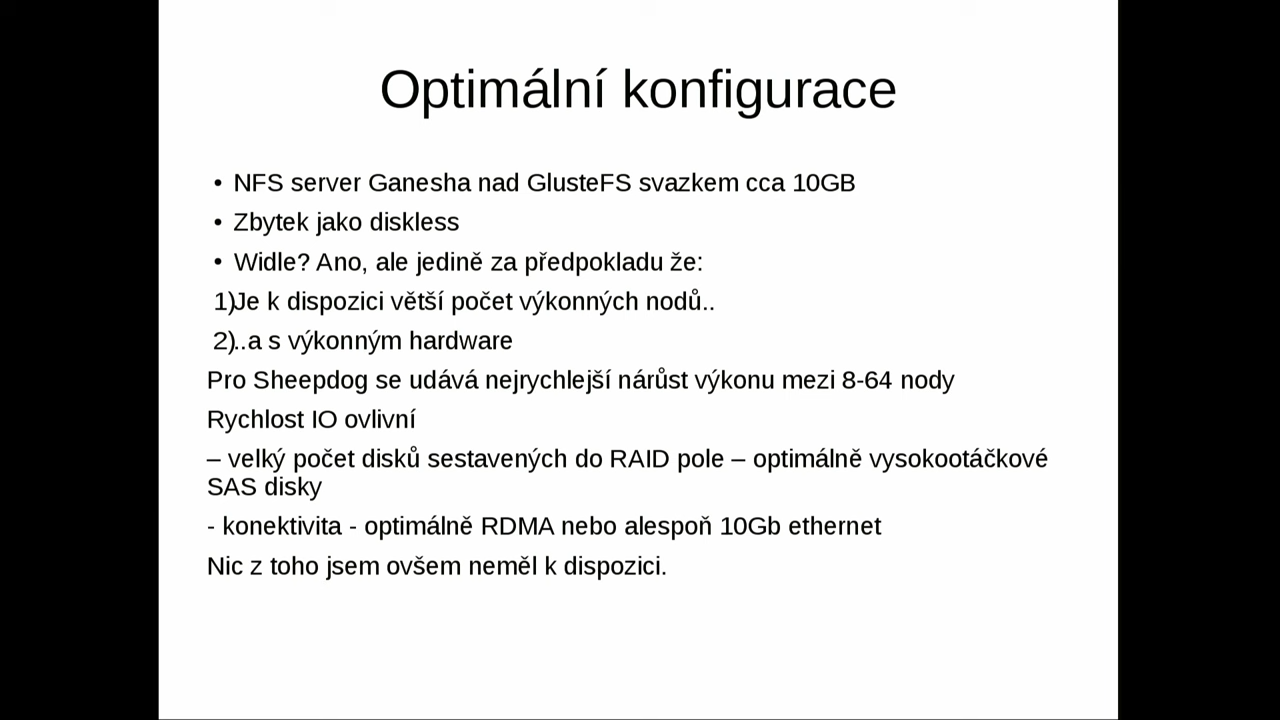 Optimální konfigurace
• NFS server Ganesha nad GlusteFS svazkem cca 10GB
• Zbytek jako diskless
• Widle? Ano, ale jedině za předpokladu že:
1)Je k dispozici větší počet výkonných nodů..
2)..a s výkonným hardware
Pro Sheepdog se udává nejrychlejší nárůst výkonu mezi 8-64 nody
Rychlost IO ovlivní
– velký počet disků sestavených do RAID pole – optimálně vysokootáčkové
SAS disky
- konektivita - optimálně RDMA nebo alespoň 10Gb ethernet
Nic z toho jsem ovšem neměl k dispozici.